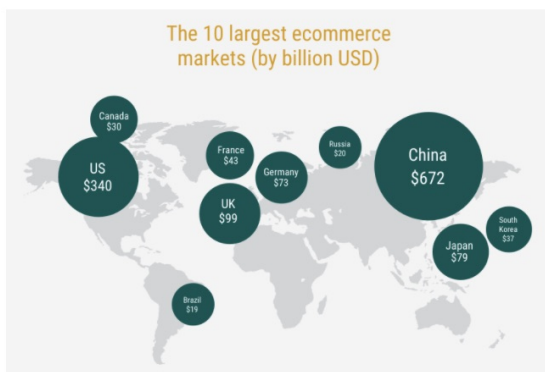 The 10 largest ecommerce
markets (by billion USD)
Canada
$30
US
$340
France
$43
UK
$99
Germany
$73
Russia
$20
China
$672
South
Korea
$37
Japan
$79
Brazil
$19